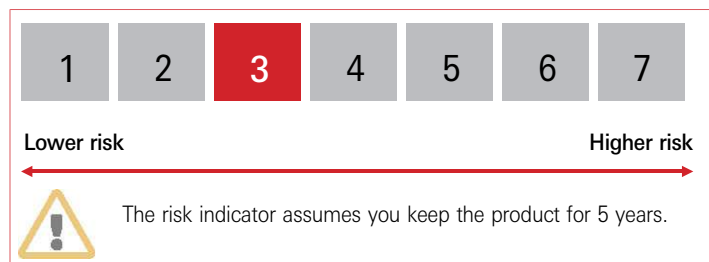 1 2 3 4 5 6 7
Lower risk Higher risk
The risk indicator assumes you keep the product for 5 years.